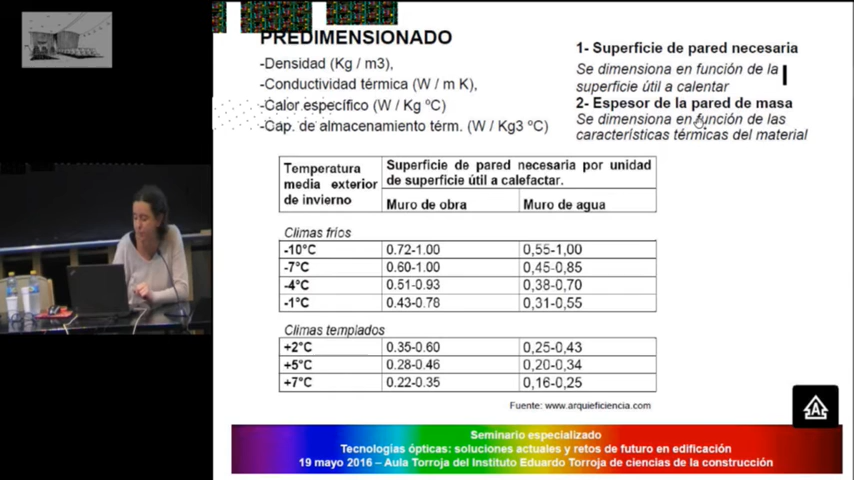 PREDIMENSIONADO
-Densidad (Kg / m3),
-Conductividad térmica (W / m K),
-Calor específico (W / Kg ºC)
-Cap. de almacenamiento térm. (W / Kg3 ºC)
1- Superficie de pared necesaria
Se dimensiona en función de la
superficie útil a calentar
2- Espesor de la pared de masa
Se dimensiona en función de las
características térmicas del material
Temperatura
media exterior
de invierno
Superficie de pared necesaria por unidad
de superficie útil a calefactar.
Muro de obra Muro de agua
Climas fríos
-10°C 0.72-1.00 0,55-1,00
-7°C 0.60-1.00 0,45-0,85
-4°C 0.51-0.93 0,38-0,70
-1°C 0.43-0.78 0,31-0,55
Climas templados
+2°C 0.35-0.60 0,25-0,43
+5°C 0.28-0.46 0,20-0,34
+7°C 0.22-0.35 0,16-0,25
Fuente: www.arquieficiencia.com
Seminario especializado
Tecnologías ópticas: soluciones actuales y retos de futuro en edificación
19 mayo 2016 – Aula Torroja del Instituto Eduardo Torroja de ciencias de la construcción